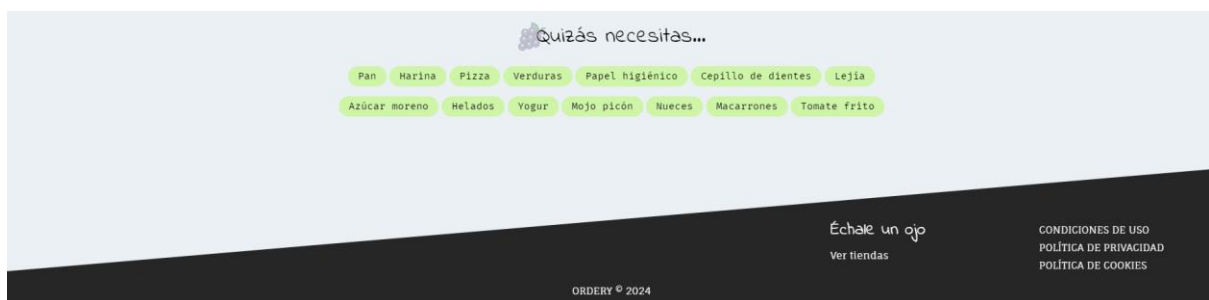 Quizás necesitas...
Pan Harina Pizza Verduras Papel higiénico Cepillo de dientes Lejía
Azúcar moreno Helados Yogur Mojo picón Nueces Macarrones Tomate frito
Échale un ojo
Ver tiendas
CONDICIONES DE USO
POLÍTICA DE PRIVACIDAD
POLÍTICA DE COOKIES
ORDERY © 2024